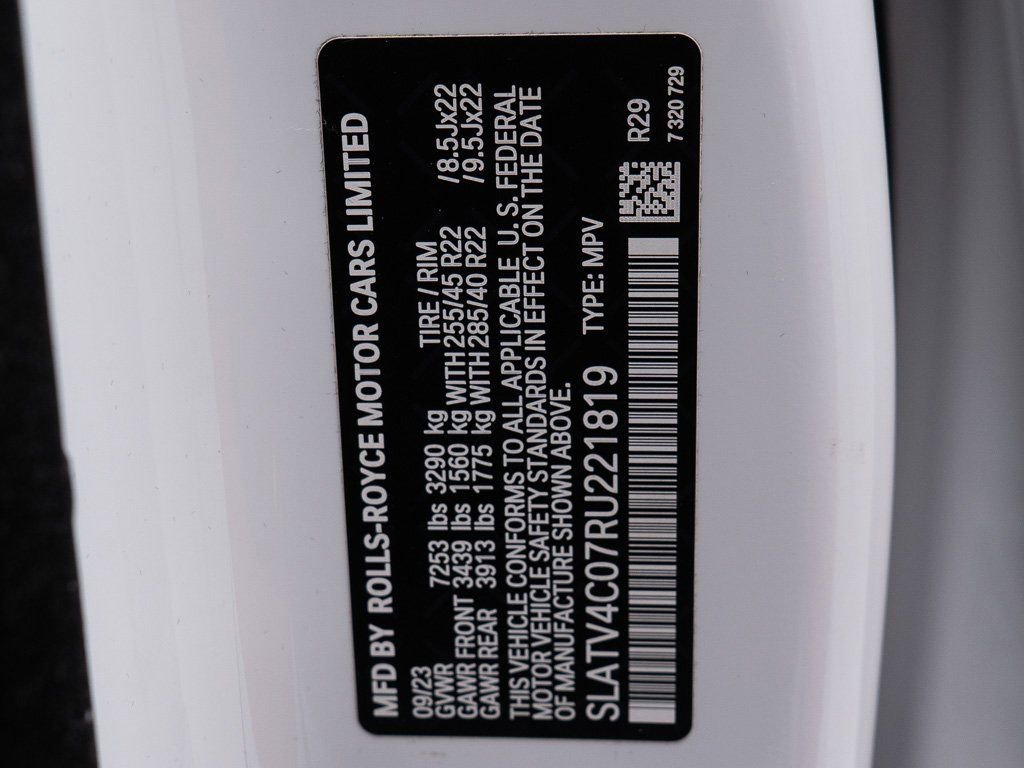 MFD BY ROLLS-ROYCE MOTOR CARS LIMITED
09/23 TIRE / RIM
GVWR 7253 lbs 3290 kg
GAWR FRONT 3439 lbs 1560 kg WITH 255/45 R22 /8.5Jx22
GAWR REAR 3913 lbs 1775 kg WITH 285/40 R22 /9.5Jx22
THIS VEHICLE CONFORMS TO ALL APPLICABLE U. S. FEDERAL
MOTOR VEHICLE SAFETY STANDARDS IN EFFECT ON THE DATE
OF MANUFACTURE SHOWN ABOVE.
SLATV4C07RU221819 TYPE: MPV
R29
7 320 729